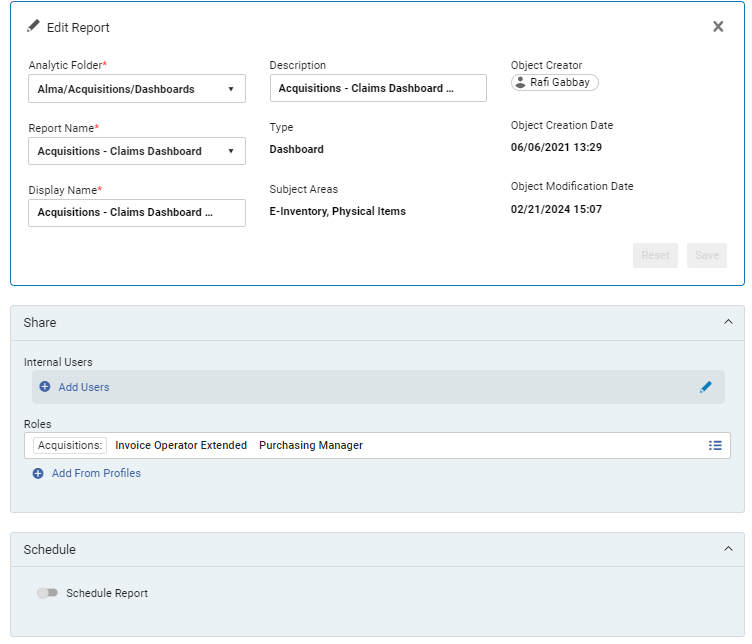 Edit Report
Analytic Folder*
Alma/Acquisitions/Dashboards
Report Name*
Acquisitions - Claims Dashboard
Display Name*
Acquisitions - Claims Dashboard ...
Description
Acquisitions - Claims Dashboard ...
Type
Dashboard
Subject Areas
E-Inventory, Physical Items
Object Creator
Rafi Gabbay
Object Creation Date
06/06/2021 13:29
Object Modification Date
02/21/2024 15:07
Reset Save
Share
Internal Users
Add Users
Roles
Acquisitions: Invoice Operator Extended Purchasing Manager
Add From Profiles
Schedule
Schedule Report